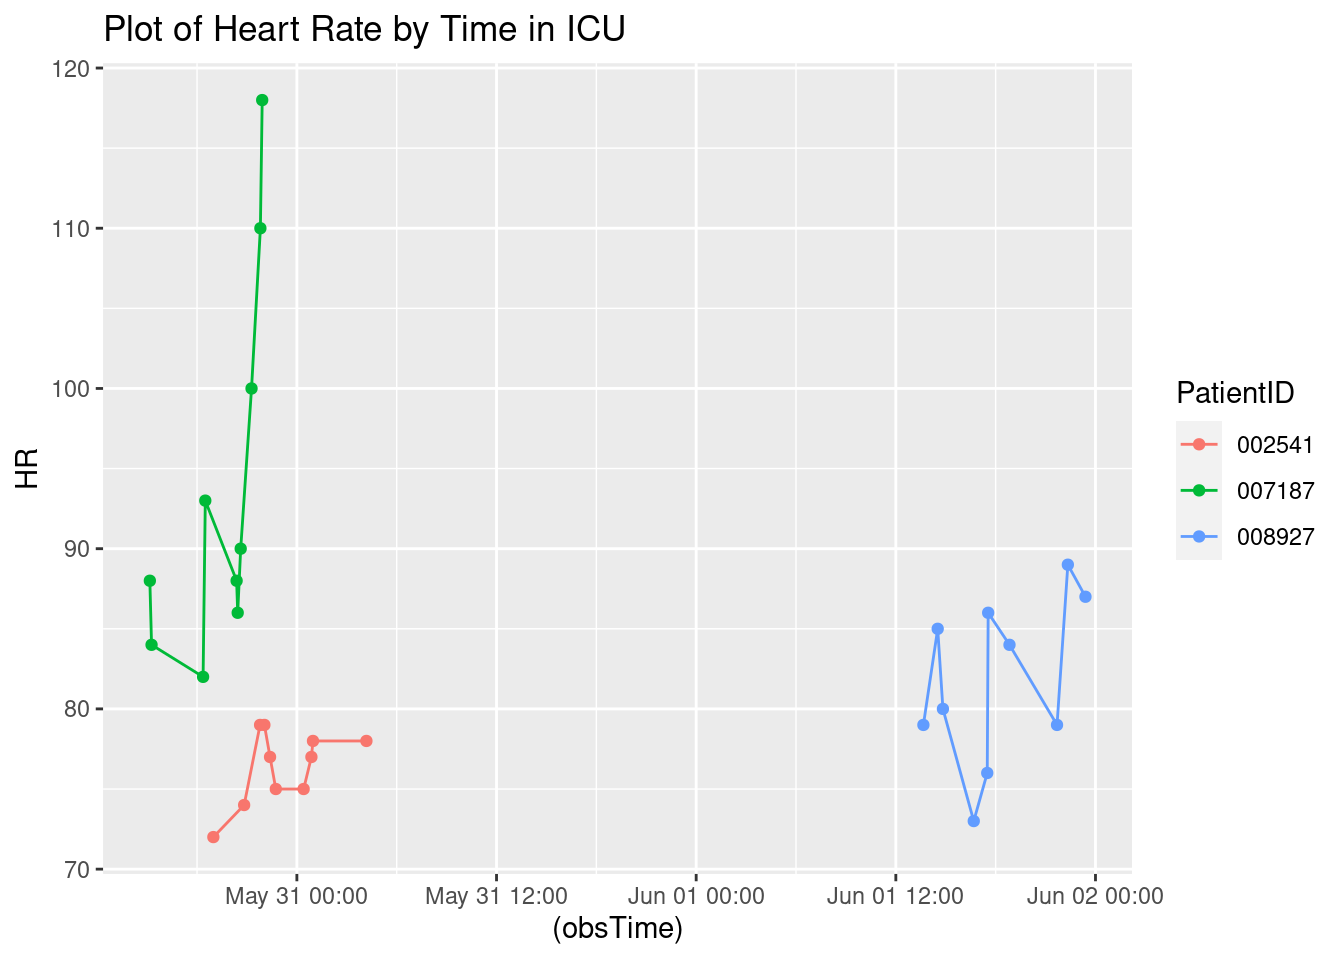 Plot of Heart Rate by Time in ICU
120
110
100
90
80
70
HR
May 31 00:00
May 31 12:00
Jun 01 00:00
Jun 01 12:00
Jun 02 00:00
(obsTime)
PatientID
002541
007187
008927